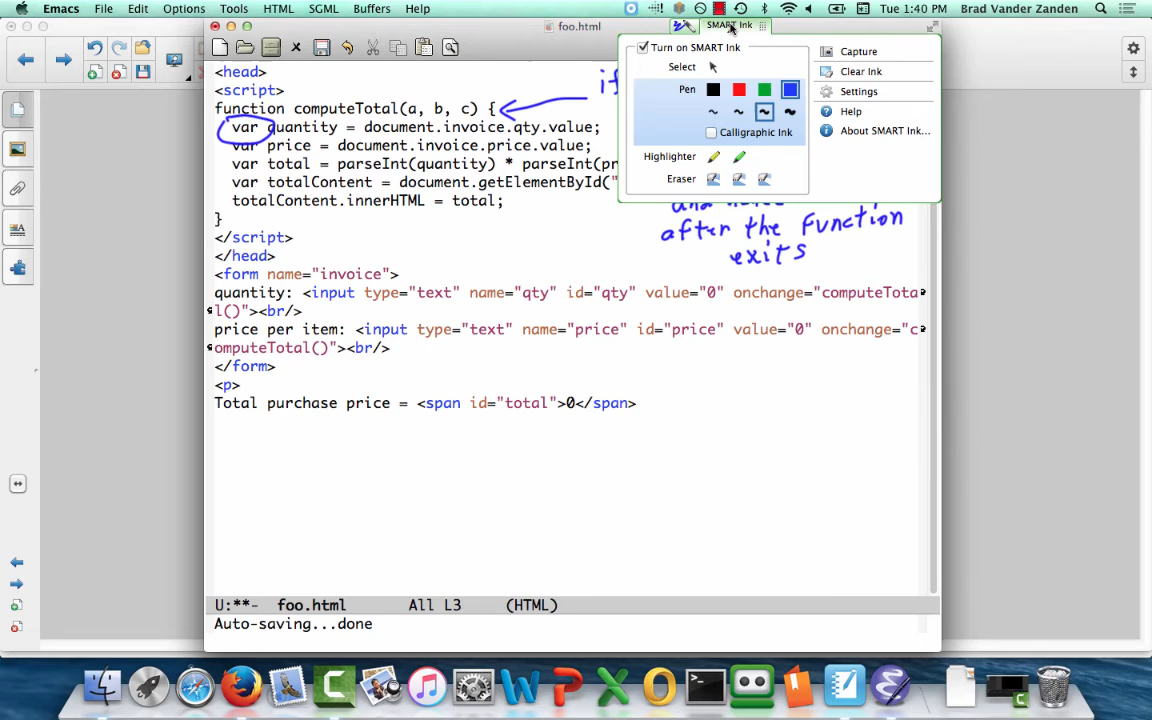 Emacs File Edit Options Tools HTML SGML Buffers Help Tue 1:40 PM Brad Vander Zanden
foo.html
SMART Ink
Turn on SMART Ink
Select
Pen
Calligraphic Ink
Highlighter
Eraser
Capture
Clear Ink
Settings
Help
About SMART Ink...
<head>
<script>
function computeTotal(a, b, c) {
var quantity = document.invoice.qty.value;
var price = document.invoice.price.value;
var total = parseInt(quantity) * parseInt(pr
var totalContent = document.getElementById("
totalContent.innerHTML = total;
}
</script>
</head>
<form name="invoice">
quantity: <input type="text" name="qty" id="qty" value="0" onchange="computeTota
l()"><br/>
price per item: <input type="text" name="price" id="price" value="0" onchange="c
omputeTotal()"><br/>
</form>
<p>
Total purchase price = <span id="total">0</span>
after the function
exits
U:**- foo.html All L3 (HTML)
Auto-saving...done